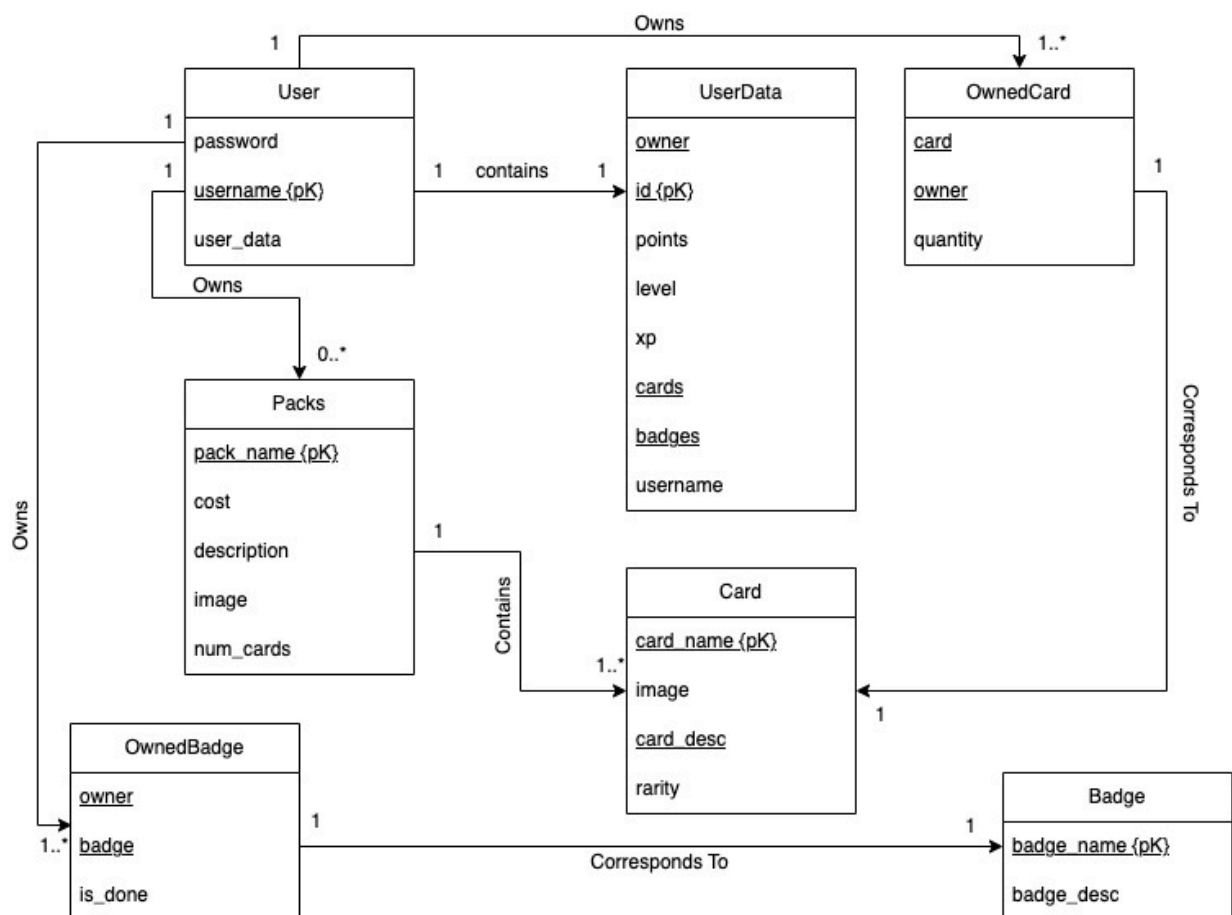 Owns
1
1..*
User
password
username {pK}
user_data
1
1
1
contains
1
UserData
owner
id {pK}
points
level
xp
cards
badges
username
OwnedCard
card
owner
quantity
1
Corresponds To
1
Owns
0..*
Packs
pack_name {pK}
cost
description
image
num_cards
1
Contains
1..*
Card
card_name {pK}
image
card_desc
rarity
Owns
1..*
OwnedBadge
owner
badge
is_done
1
Corresponds To
1
Badge
badge_name {pK}
badge_desc